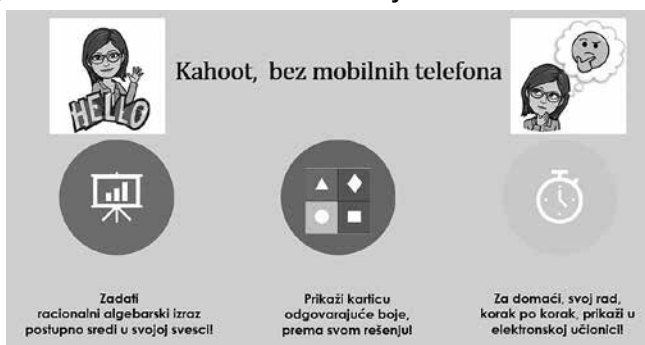 HELLO
Kahoot, bez mobilnih telefona
Zadati
racionalni algebarski izraz
postupno sredi u svojoj svesci!
Prikaži karticu
odgovarajuće boje,
prema svom rešenju!
Za domaći, svoj rad,
korak po korak, prikaži u
elektronskoj učionici!